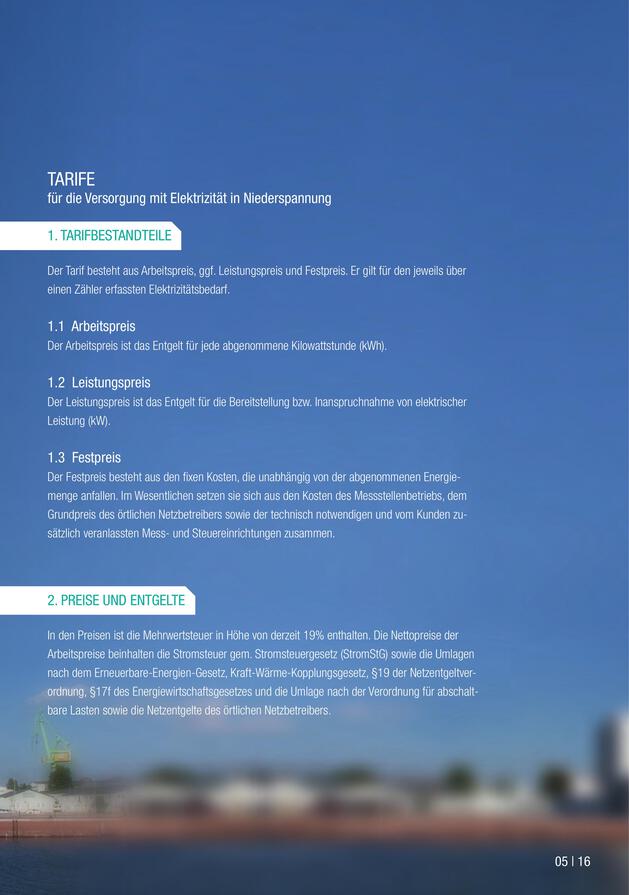 TARIFE
für die Versorgung mit Elektrizität in Niederspannung
1. TARIFBESTANDTEILE
Der Tarif besteht aus Arbeitspreis, ggf. Leistungspreis und Festpreis. Er gilt für den jeweils über
einen Zähler erfassten Elektrizitätsbedarf.
1.1 Arbeitspreis
Der Arbeitspreis ist das Entgelt für jede abgenommene Kilowattstunde (kWh).
1.2 Leistungspreis
Der Leistungspreis ist das Entgelt für die Bereitstellung bzw. Inanspruchnahme von elektrischer
Leistung (kW).
1.3 Festpreis
Der Festpreis besteht aus den fixen Kosten, die unabhängig von der abgenommenen Energie-
menge anfallen. Im Wesentlichen setzen sie sich aus den Kosten des Messstellenbetriebs, dem
Grundpreis des örtlichen Netzbetreibers sowie der technisch notwendigen und vom Kunden zu-
sätzlich veranlassten Mess- und Steuereinrichtungen zusammen.
2. PREISE UND ENTGELTE
In den Preisen ist die Mehrwertsteuer in Höhe von derzeit 19% enthalten. Die Nettopreise der
Arbeitspreise beinhalten die Stromsteuer gem. Stromsteuergesetz (StromStG) sowie die Umlagen
nach dem Erneuerbare-Energien-Gesetz, Kraft-Wärme-Kopplungsgesetz, §19 der Netzentgeltver-
ordnung, §17f des Energiewirtschaftsgesetzes und die Umlage nach der Verordnung für abschalt-
bare Lasten sowie die Netzentgelte des örtlichen Netzbetreibers.
05 | 16